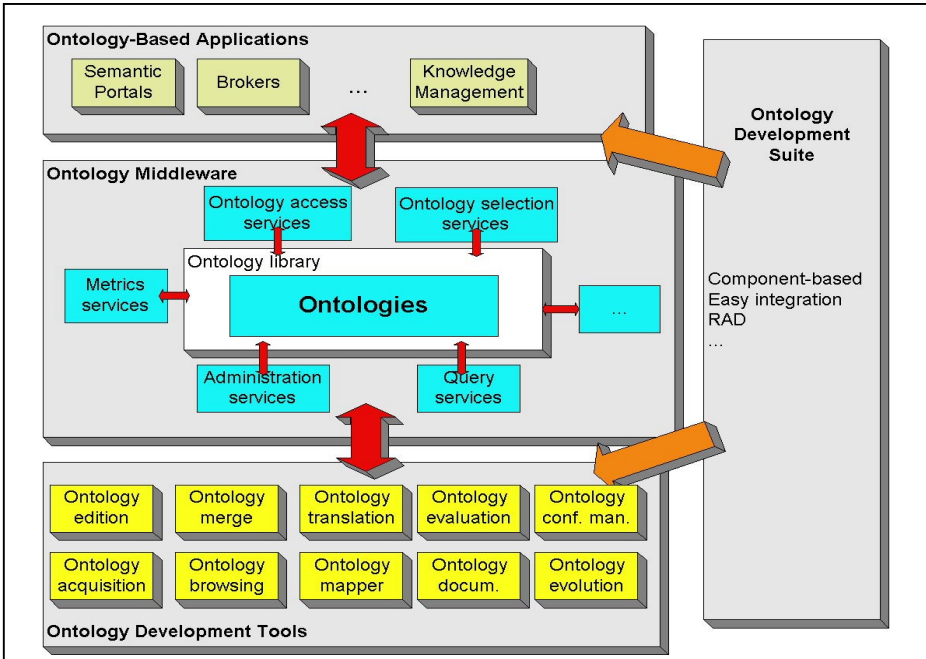 Ontology-Based Applications
Semantic
Portals
Brokers
...
Knowledge
Management
Ontology
Development
Suite
Component-based
Easy integration
RAD
...
Ontology Middleware
Ontology access
services
Ontology selection
services
Ontology library
Metrics
services
Ontologies
...
Administration
services
Query
services
Ontology
edition
Ontology
merge
Ontology
translation
Ontology
evaluation
Ontology
conf. man.
Ontology
acquisition
Ontology
browsing
Ontology
mapper
Ontology
docum.
Ontology
evolution
Ontology Development Tools